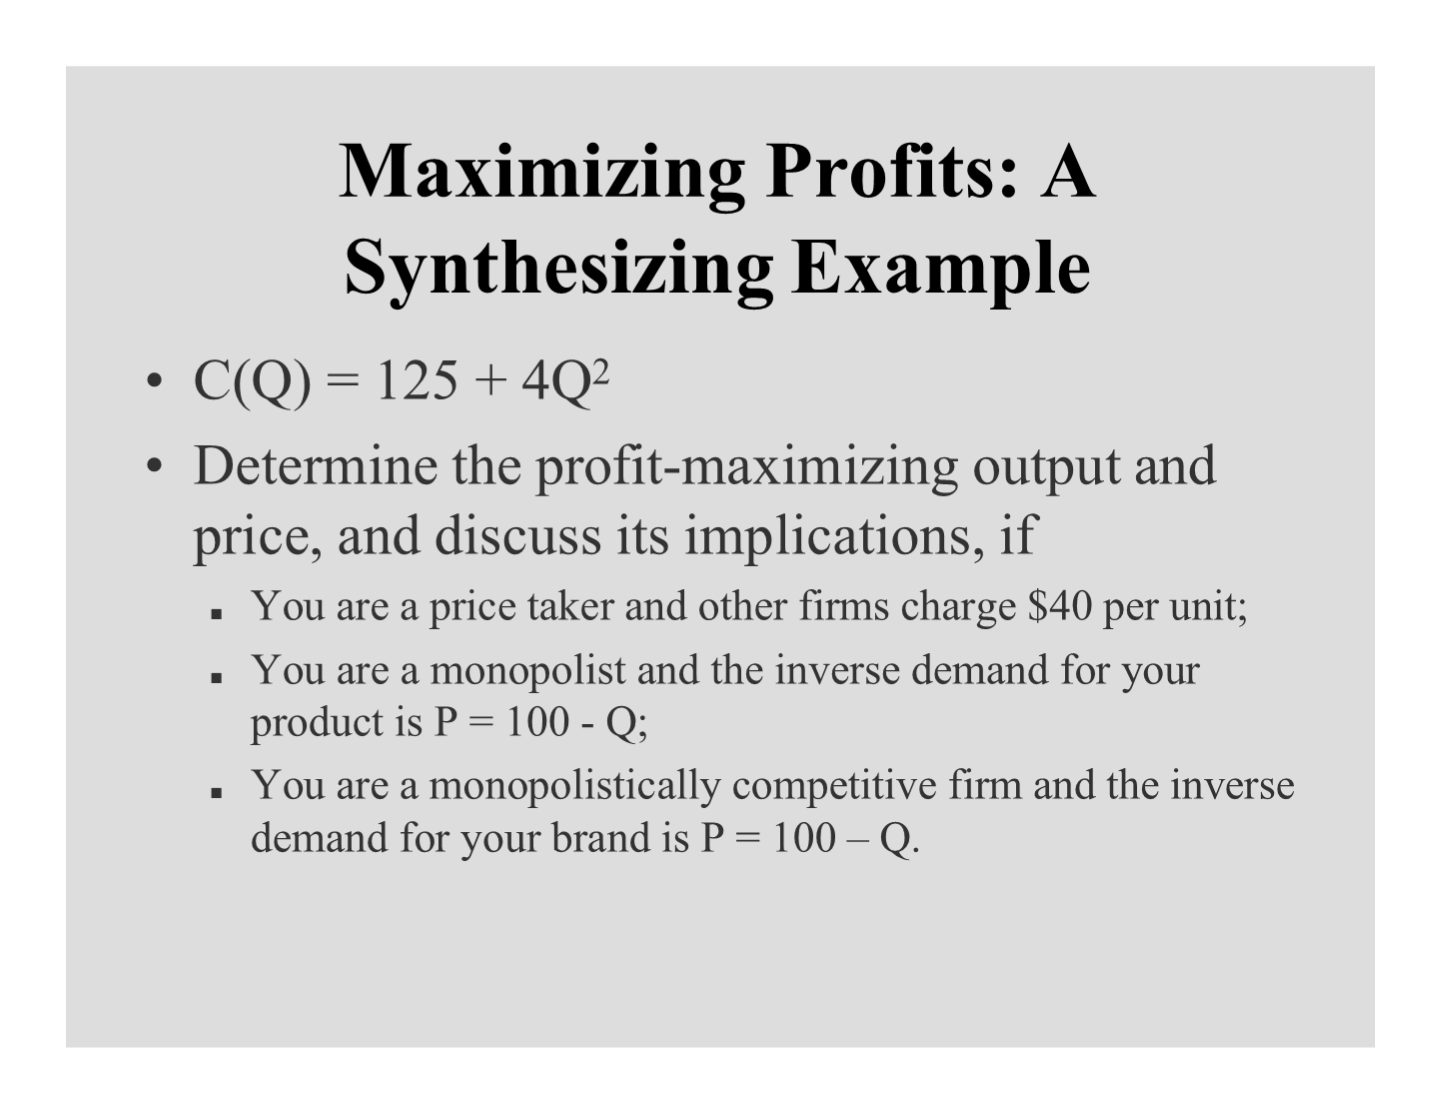 Maximizing Profits: A
Synthesizing Example
• C(Q) = 125 + 4Q²
• Determine the profit-maximizing output and
price, and discuss its implications, if
▪ You are a price taker and other firms charge $40 per unit;
▪ You are a monopolist and the inverse demand for your
product is P = 100 - Q;
▪ You are a monopolistically competitive firm and the inverse
demand for your brand is P = 100 – Q.